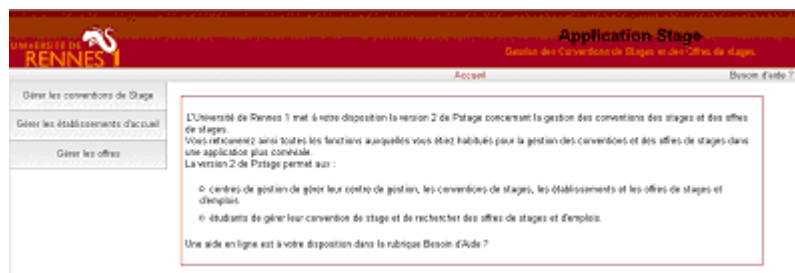 UNIVERSITE DE
RENNES 1
Application Stage
Gestion des Conventions de Stages et des Offres de stages.
Accueil
Besoin d'aide ?
Gérer les conventions de Stage
Gérer les établissements d'accueil
Gérer les offres
L'Université de Rennes 1 met à votre disposition la version 2 de Pstage concernant la gestion des conventions des stages et des offres
de stages.
Vous retrouverez ainsi toutes les fonctions auxquelles vous étiez habitués pour la gestion des conventions et des offres de stages dans
une application plus conviviale.
La version 2 de Pstage permet aux :
centres de gestion de gérer leur centre de gestion, les conventions de stages, les établissements et les offres de stages et
d'emplois.
étudiants de gérer leur convention de stage et de rechercher des offres de stages et d'emplois.
Une aide en ligne est à votre disposition dans la rubrique Besoin d'Aide ?